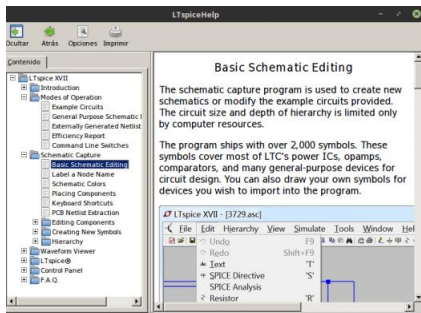 LTspiceHelp
Ocultar Atrás Opciones Imprimir
Contenido
LTspice XVII
Introduction
Modes of Operation
Example Circuits
General Purpose Schematic
Externally Generated Netlist
Efficiency Report
Command Line Switches
Schematic Capture
Basic Schematic Editing
Label a Node Name
Schematic Colors
Placing Components
Keyboard Shortcuts
PCB Netlist Extraction
Editing Components
Creating New Symbols
Hierarchy
Waveform Viewer
LTspice®
Control Panel
F.A.Q.
Basic Schematic Editing
The schematic capture program is used to create new
schematics or modify the example circuits provided.
The circuit size and depth of hierarchy is limited only
by computer resources.
The program ships with over 2,000 symbols. These
symbols cover most of LTC's power ICs, opamps,
comparators, and many general-purpose devices for
circuit design. You can also draw your own symbols for
devices you wish to import into the program.
LTspice XVII - [3729.asc]
File Edit Hierarchy View Simulate Tools Window Hel
Undo F9
Redo Shift+F9
Text 'T'
SPICE Directive 'S'
SPICE Analysis
Resistor 'R'